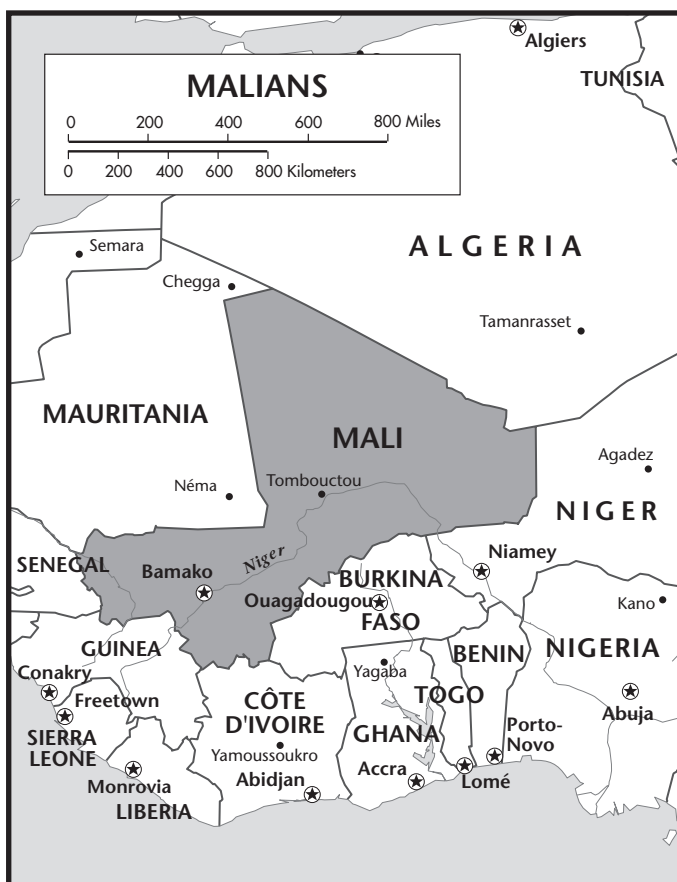 Algiers
TUNISIA
MALIANS
0 200 400 600 800 Miles
0 200 400 600 800 Kilometers
Semara
ALGERIA
Chegga
Tamanrasset
MAURITANIA
MALI
Agadez
Néma
Tombouctou
NIGER
Niger
SENEGAL
Bamako
Niamey
BURKINA
FASO
Ouagadougou
Kano
GUINEA
BENIN
NIGERIA
Yagaba
Conakry
Freetown
TOGO
CÔTE
D'IVOIRE
Abuja
SIERRA
LEONE
GHANA
Porto-
Novo
Yamoussoukro
Monrovia
Abidjan
Accra
Lomé
LIBERIA